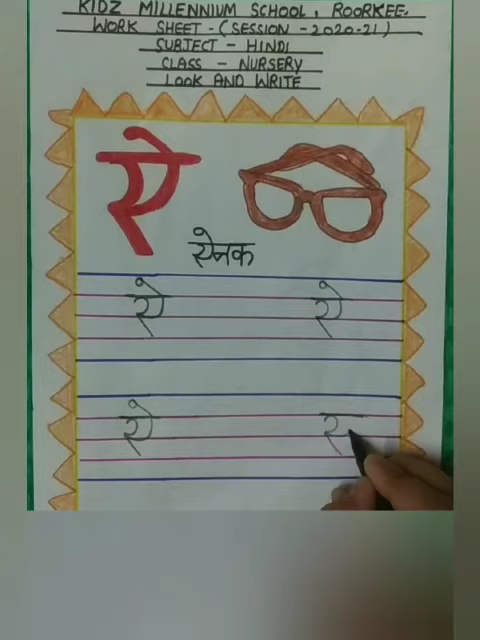 KIDZ MILLENNIUM SCHOOL, ROORKEE.
WORK SHEET-(SESSION-2020-21)
SUBJECT - HINDI
CLASS - NURSERY
LOOK AND WRITE
ऐ
ऐनक
ऐ ऐ
ऐ